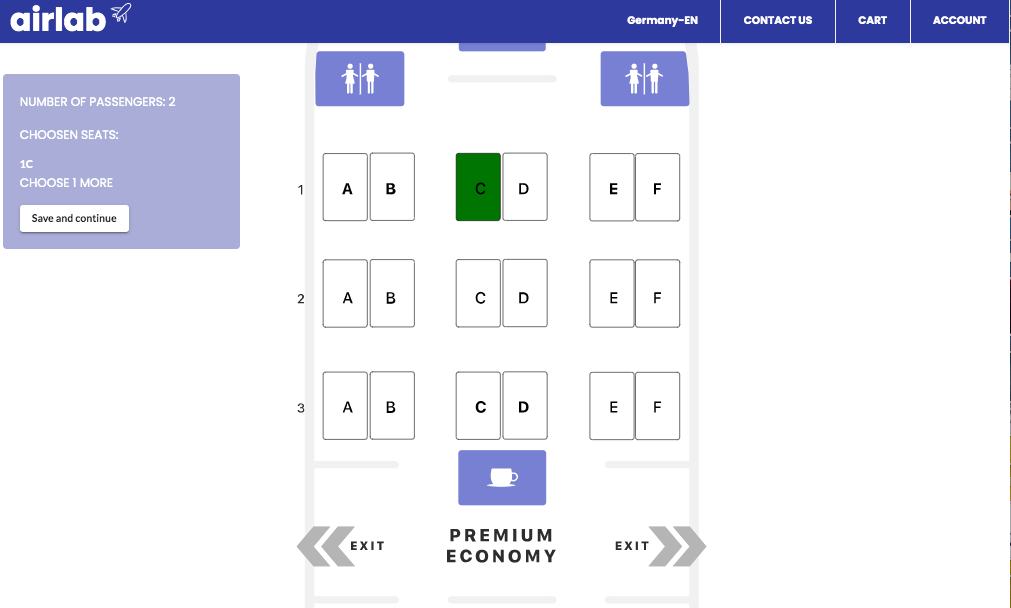 airlab
Germany-EN
CONTACT US
CART
ACCOUNT
NUMBER OF PASSENGERS: 2
CHOOSEN SEATS:
1C
CHOOSE 1 MORE
Save and continue
1 A B C D E F
2 A B C D E F
3 A B C D E F
EXIT
PREMIUM
ECONOMY
EXIT